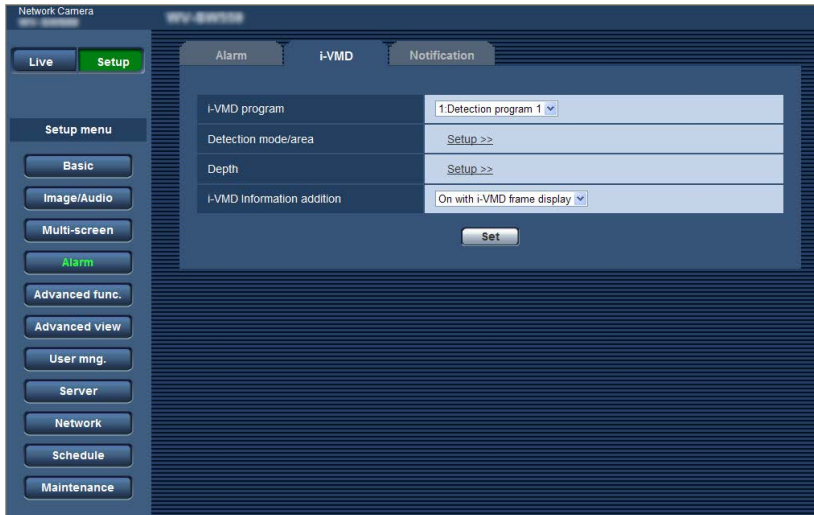 Network Camera
Live Setup
Setup menu
Basic
Image/Audio
Multi-screen
Alarm
Advanced func.
Advanced view
User mng.
Server
Network
Schedule
Maintenance
Alarm i-VMD Notification
i-VMD program 1:Detection program 1
Detection mode/area Setup >>
Depth Setup >>
i-VMD Information addition On with i-VMD frame display
Set